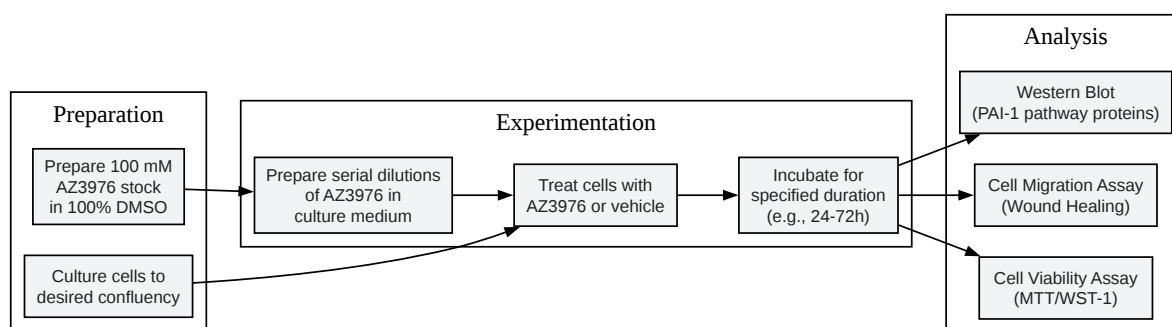 Preparation
Prepare 100 mM
AZ3976 stock
in 100% DMSO
Culture cells to
desired confluency
Experimentation
Prepare serial dilutions
of AZ3976 in
culture medium
Treat cells with
AZ3976 or vehicle
Incubate for
specified duration
(e.g., 24-72h)
Analysis
Western Blot
(PAI-1 pathway proteins)
Cell Migration Assay
(Wound Healing)
Cell Viability Assay
(MTT/WST-1)